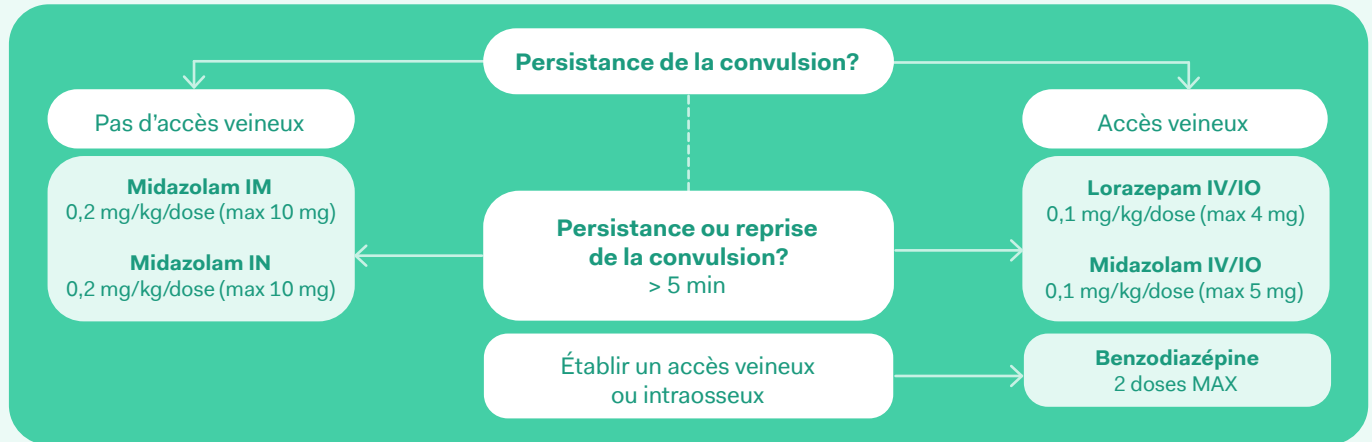 Persistance de la convulsion?
Pas d'accès veineux
Accès veineux
Midazolam IM
0,2 mg/kg/dose (max 10 mg)
Midazolam IN
0,2 mg/kg/dose (max 10 mg)
Persistance ou reprise
de la convulsion?
> 5 min
Lorazepam IV/IO
0,1 mg/kg/dose (max 4 mg)
Midazolam IV/IO
0,1 mg/kg/dose (max 5 mg)
Établir un accès veineux
ou intraosseux
Benzodiazépine
2 doses MAX